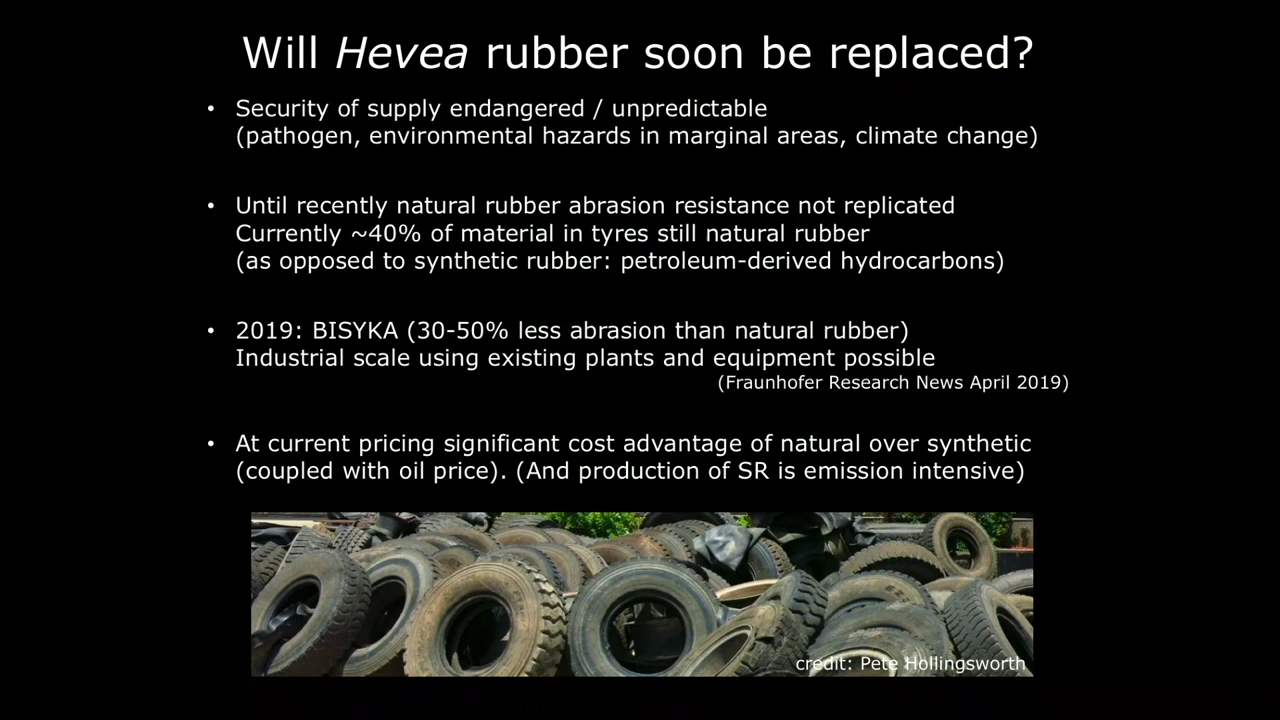 Will Hevea rubber soon be replaced?
• Security of supply endangered / unpredictable
(pathogen, environmental hazards in marginal areas, climate change)
• Until recently natural rubber abrasion resistance not replicated
Currently ~40% of material in tyres still natural rubber
(as opposed to synthetic rubber: petroleum-derived hydrocarbons)
• 2019: BISYKA (30-50% less abrasion than natural rubber)
Industrial scale using existing plants and equipment possible
(Fraunhofer Research News April 2019)
• At current pricing significant cost advantage of natural over synthetic
(coupled with oil price). (And production of SR is emission intensive)
credit: Pete Hollingsworth